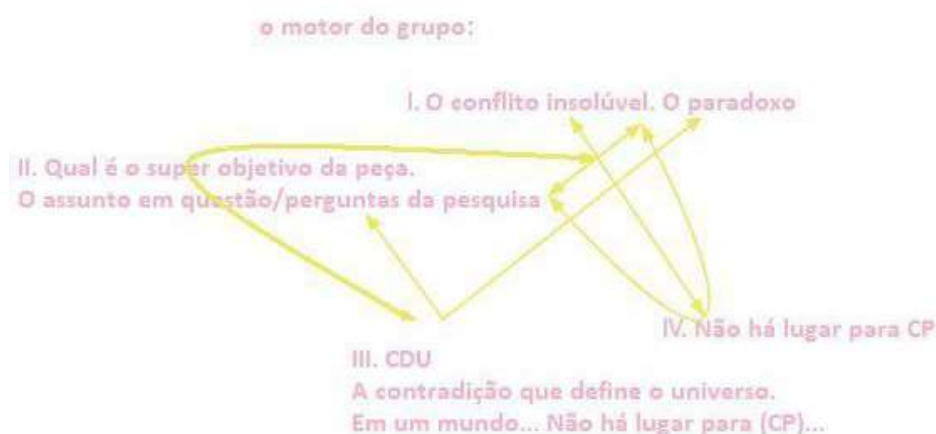 o motor do grupo:
I. O conflito insolúvel. O paradoxo
II. Qual é o super objetivo da peça.
O assunto em questão/perguntas da pesquisa
IV. Não há lugar para CP
III. CDU
A contradição que define o universo.
Em um mundo... Não há lugar para (CP)...